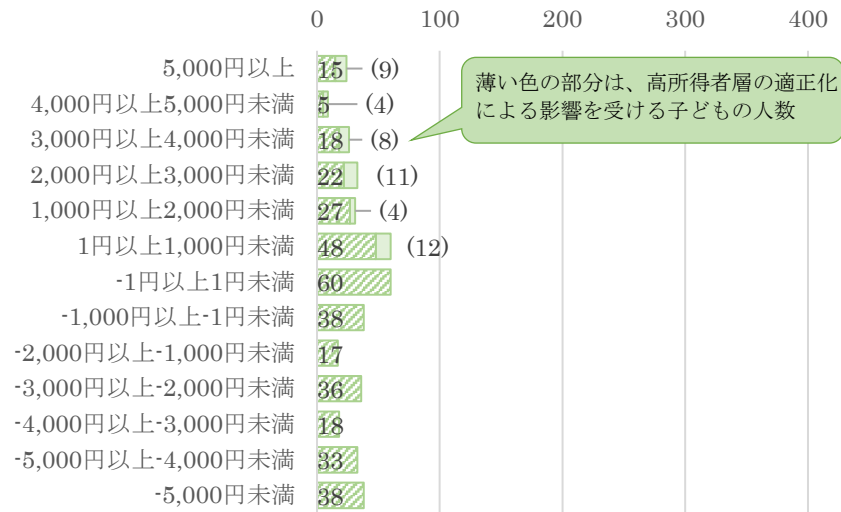 0 100 200 300 400
5,000円以上 15 (9)
4,000円以上5,000円未満 5 (4)
3,000円以上4,000円未満 18 (8)
2,000円以上3,000円未満 22 (11)
1,000円以上2,000円未満 27 (4)
1円以上1,000円未満 48 (12)
-1円以上1円未満 60
-1,000円以上-1円未満 38
-2,000円以上-1,000円未満 17
-3,000円以上-2,000円未満 36
-4,000円以上-3,000円未満 18
-5,000円以上-4,000円未満 33
-5,000円未満 38
薄い色の部分は、高所得者層の適正化
による影響を受ける子どもの人数